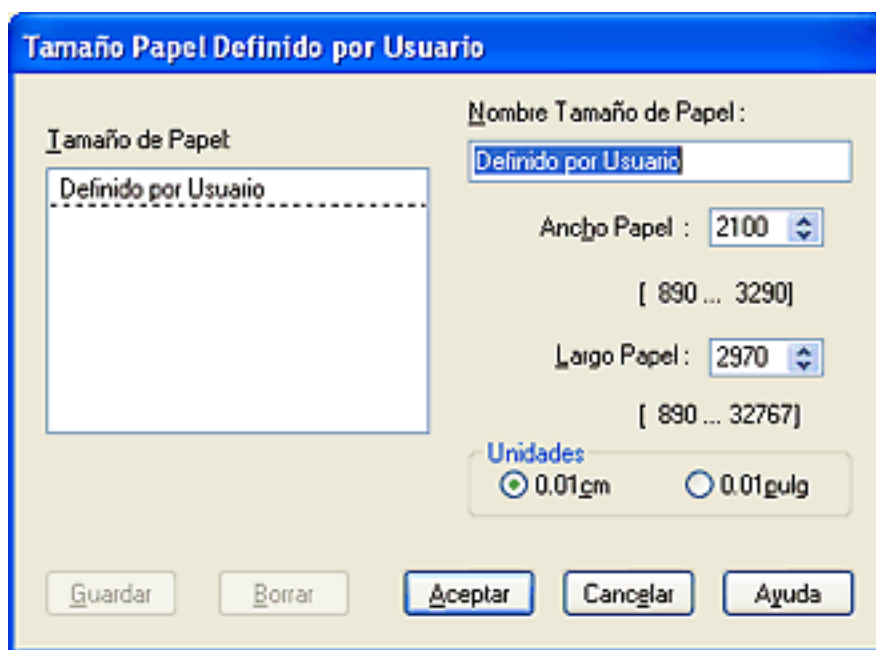 Tamaño Papel Definido por Usuario
Tamaño de Papel:
Definido por Usuario
Nombre Tamaño de Papel :
Definido por Usuario
Ancho Papel : 2100
[ 890 ... 3290]
Largo Papel : 2970
[ 890 ... 32767]
Unidades
0.01cm 0.01pulg
Guardar Borrar Aceptar Cancelar Ayuda